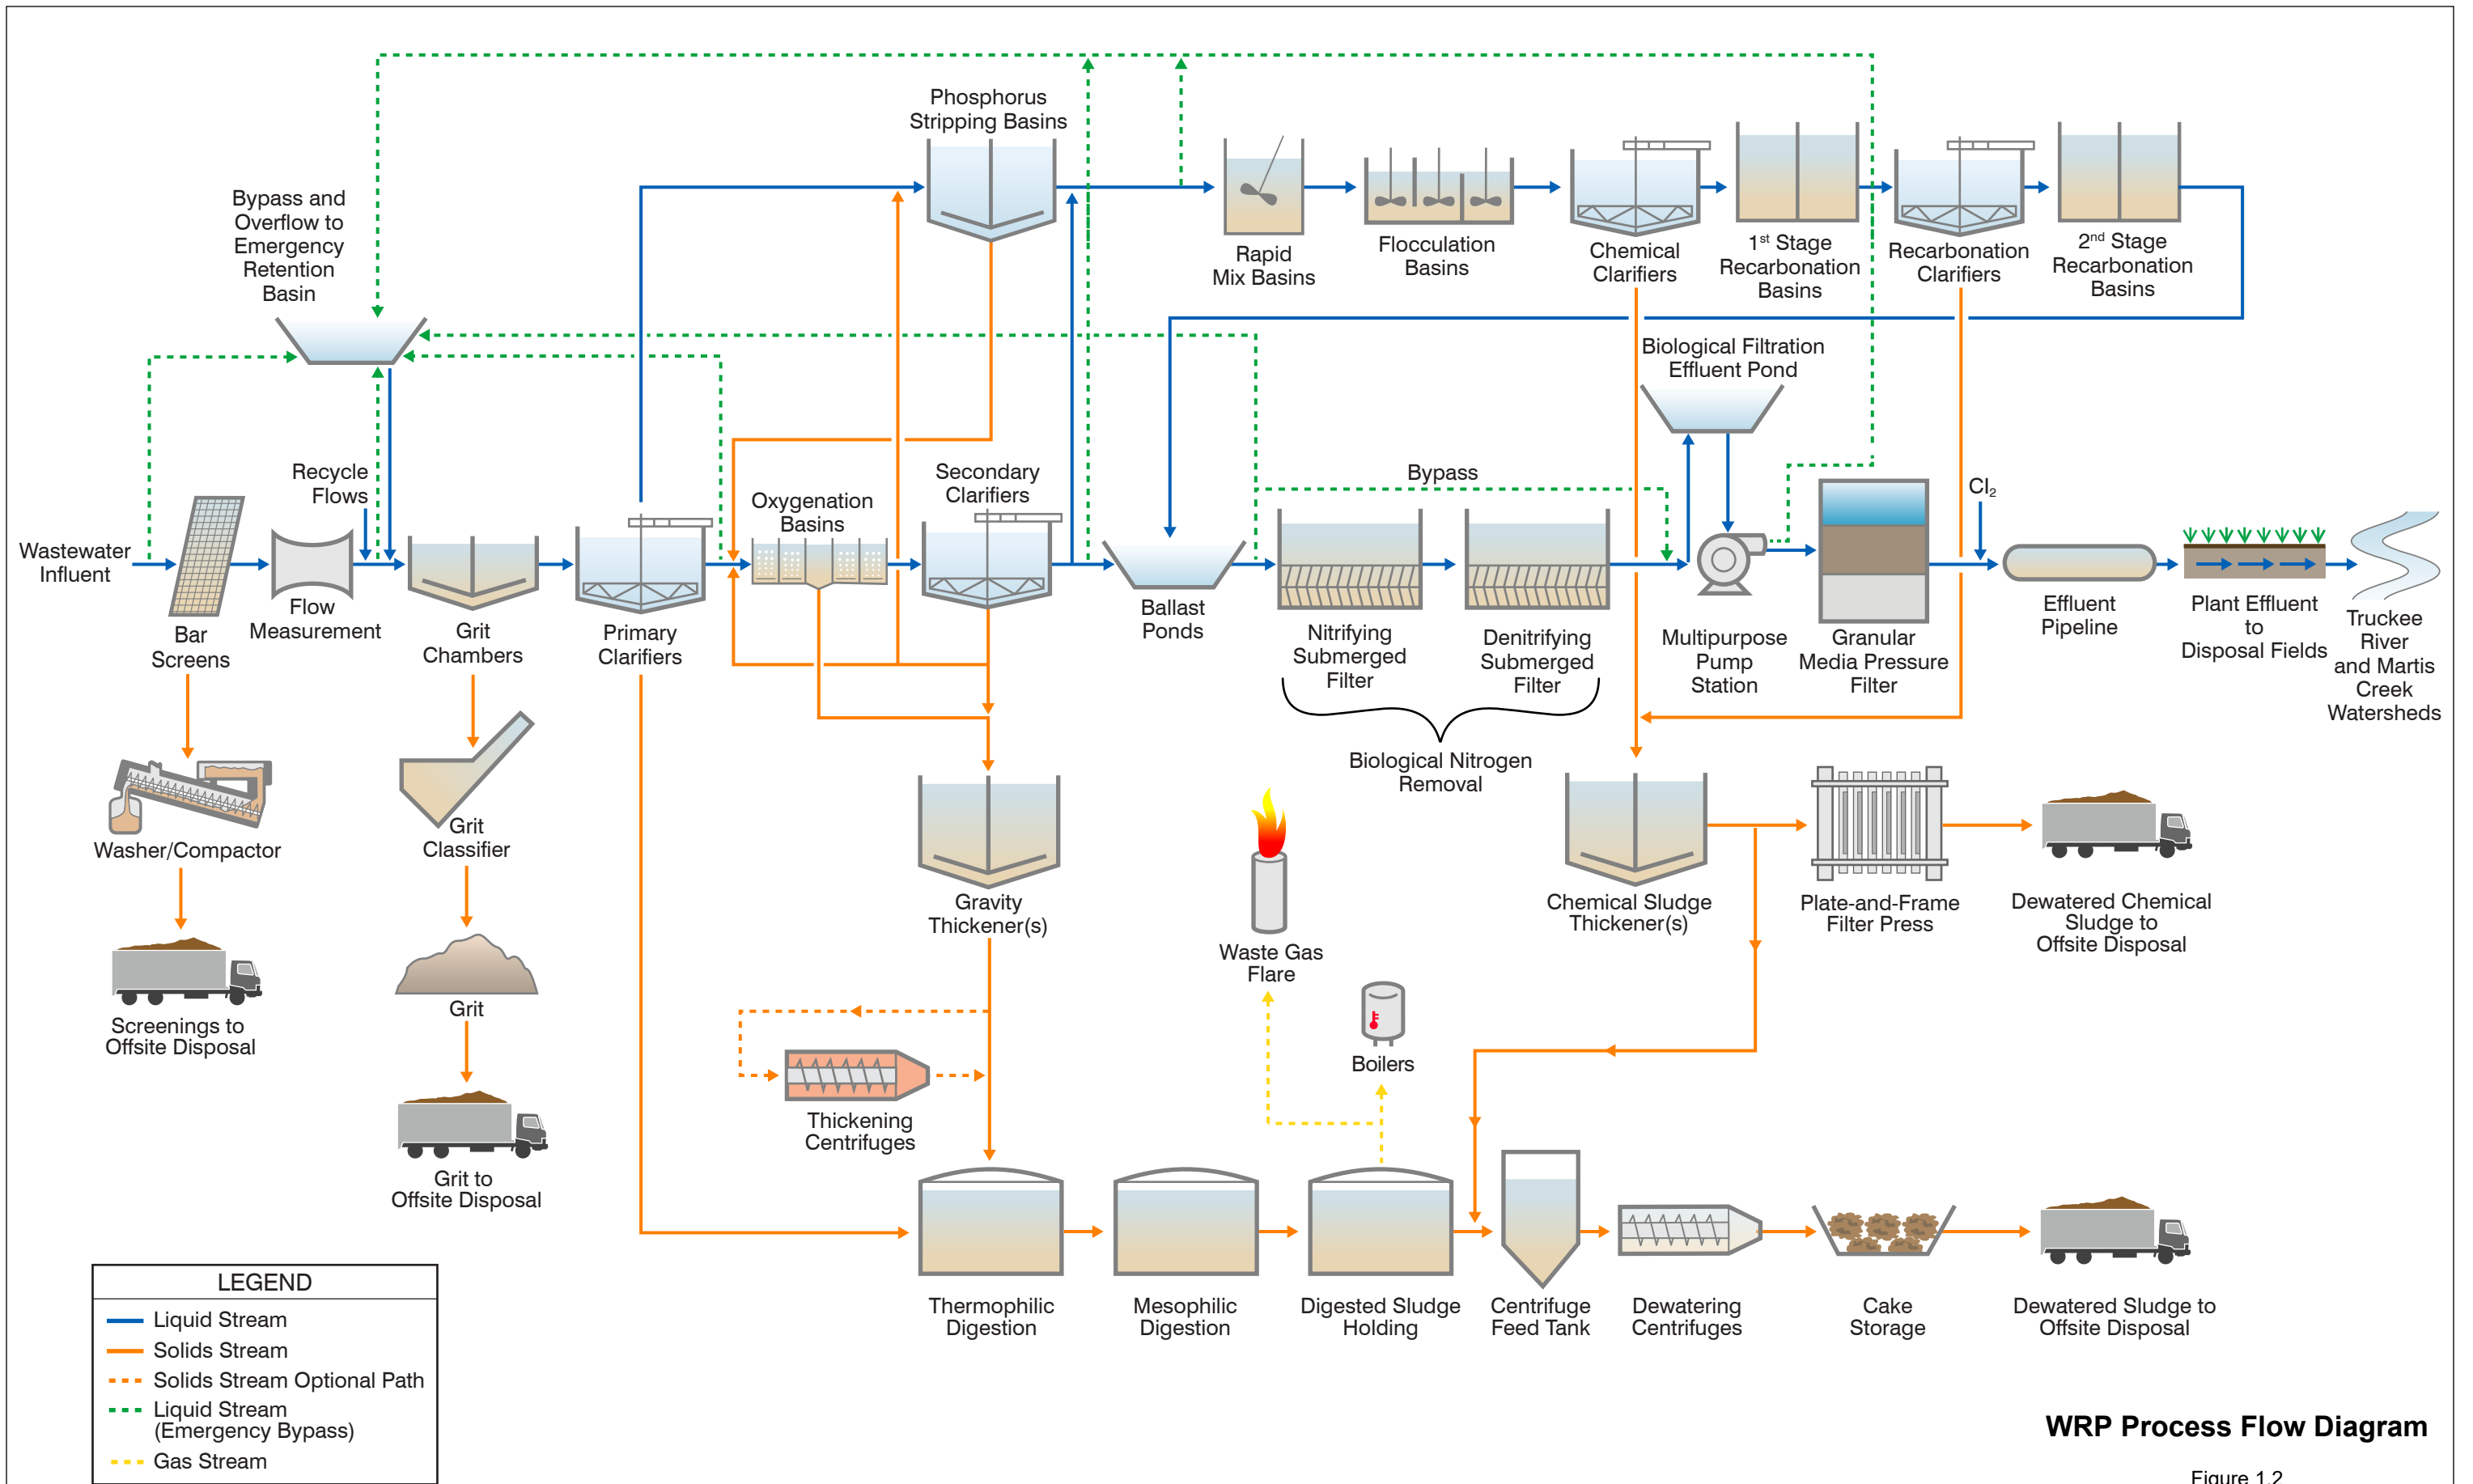 Phosphorus
Stripping Basins
Bypass and
Overflow to
Emergency
Retention
Basin
Rapid
Mix Basins
Flocculation
Basins
Chemical
Clarifiers
1st Stage
Recarbonation
Basins
Recarbonation
Clarifiers
2nd Stage
Recarbonation
Basins
Biological Filtration
Effluent Pond
Recycle
Flows
Oxygenation
Basins
Secondary
Clarifiers
Bypass
Cl2
Wastewater
Influent
Bar
Screens
Flow
Measurement
Grit
Chambers
Primary
Clarifiers
Ballast
Ponds
Nitrifying
Submerged
Filter
Denitrifying
Submerged
Filter
Multipurpose
Pump
Station
Granular
Media Pressure
Filter
Effluent
Pipeline
Plant Effluent
to
Disposal Fields
Truckee
River
and Martis
Creek
Watersheds
Biological Nitrogen
Removal
Washer/Compactor
Grit
Classifier
Gravity
Thickener(s)
Waste Gas
Flare
Chemical Sludge
Thickener(s)
Plate-and-Frame
Filter Press
Dewatered Chemical
Sludge to
Offsite Disposal
Screenings to
Offsite Disposal
Grit
Boilers
Thickening
Centrifuges
Grit to
Offsite Disposal
Thermophilic
Digestion
Mesophilic
Digestion
Digested Sludge
Holding
Centrifuge
Feed Tank
Dewatering
Centrifuges
Cake
Storage
Dewatered Sludge to
Offsite Disposal
LEGEND
Liquid Stream
Solids Stream
Solids Stream Optional Path
Liquid Stream
(Emergency Bypass)
Gas Stream
WRP Process Flow Diagram
Figure 1.2